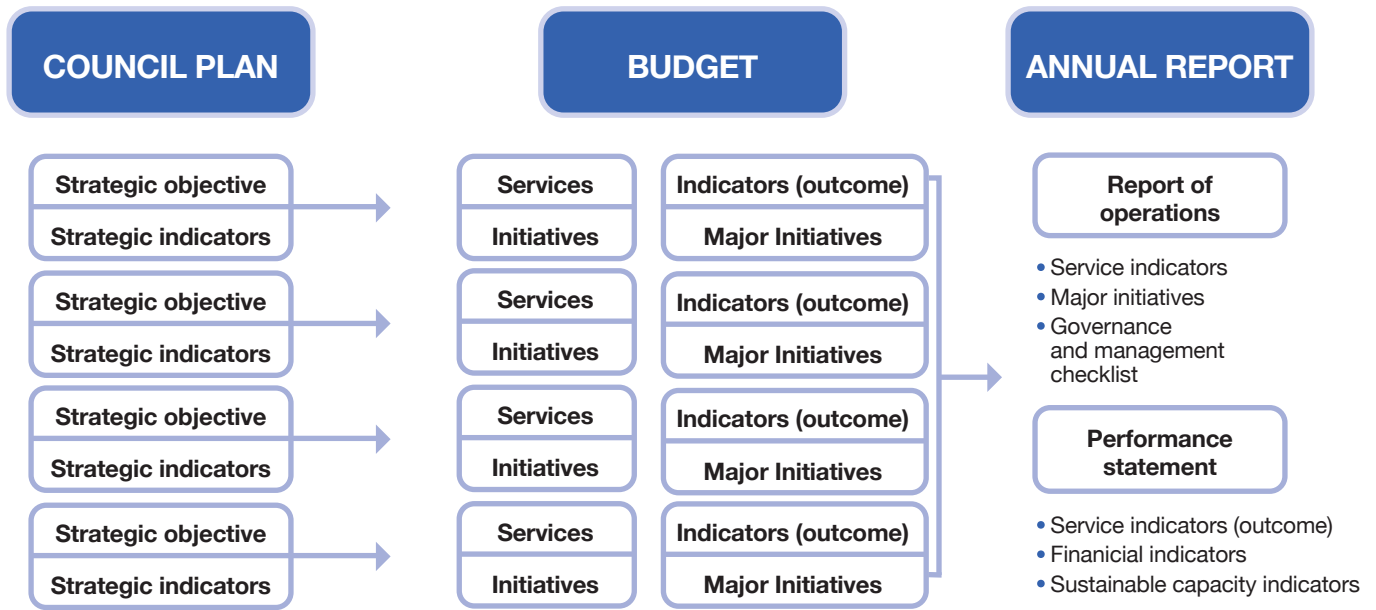 COUNCIL PLAN
BUDGET
ANNUAL REPORT
Strategic objective
Strategic indicators
Strategic objective
Strategic indicators
Strategic objective
Strategic indicators
Strategic objective
Strategic indicators
Services
Initiatives
Services
Initiatives
Services
Initiatives
Services
Initiatives
Indicators (outcome)
Major Initiatives
Indicators (outcome)
Major Initiatives
Indicators (outcome)
Major Initiatives
Indicators (outcome)
Major Initiatives
Report of
operations
• Service indicators
• Major initiatives
• Governance
and management
checklist
Performance
statement
• Service indicators (outcome)
• Financicial indicators
• Sustainable capacity indicators